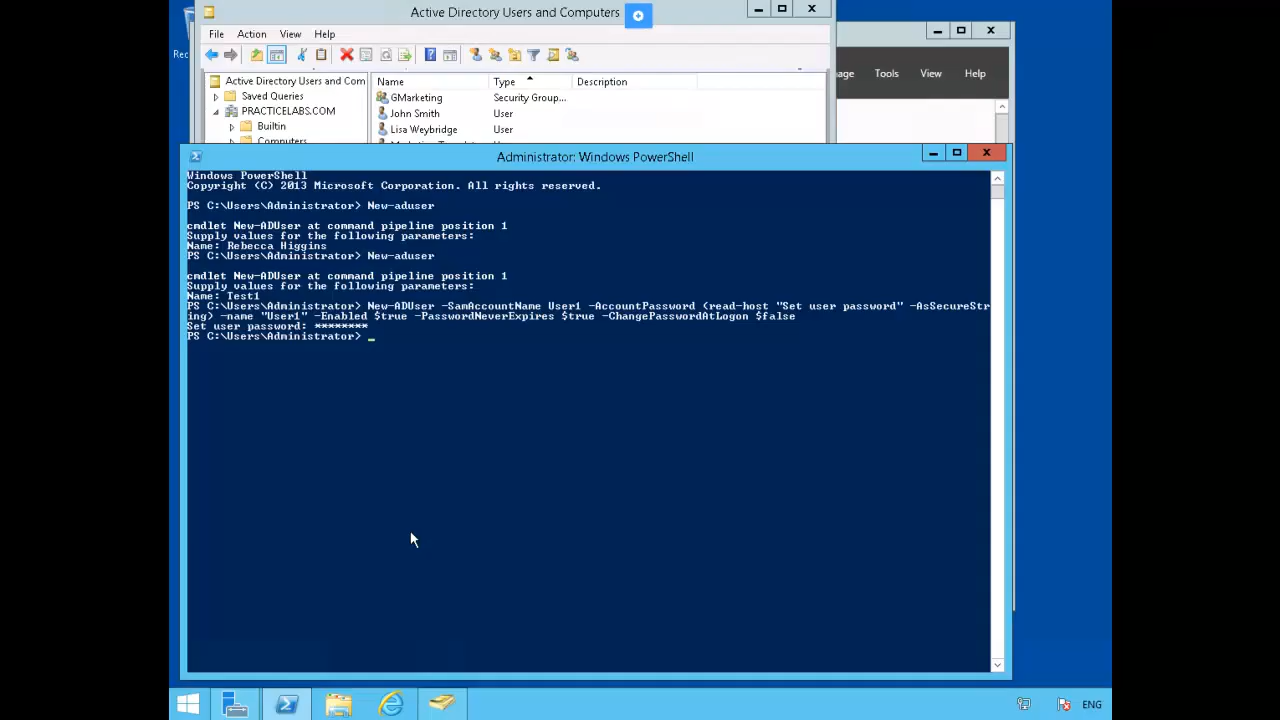 Active Directory Users and Computers
File Action View Help
Tools View Help
Active Directory Users and Com
Name Type Description
Saved Queries
GMarketing Security Group...
PRACTICELABS.COM
John Smith User
Builtin
Lisa Weybridge User
Computers
Administrator: Windows PowerShell
Windows PowerShell
Copyright (C) 2013 Microsoft Corporation. All rights reserved.
PS C:\Users\Administrator> New-aduser
cmdlet New-ADUser at command pipeline position 1
Supply values for the following parameters:
Name: Rebecca Higgins
PS C:\Users\Administrator> New-aduser
cmdlet New-ADUser at command pipeline position 1
Supply values for the following parameters:
Name: Test1
PS C:\Users\Administrator> New-ADUser -SamAccountName User1 -AccountPassword (read-host "Set user password" -AsSecureStr
ing) -name "User1" -Enabled $true -PasswordNeverExpires $true -ChangePasswordAtLogon $false
Set user password: ********
PS C:\Users\Administrator>
ENG